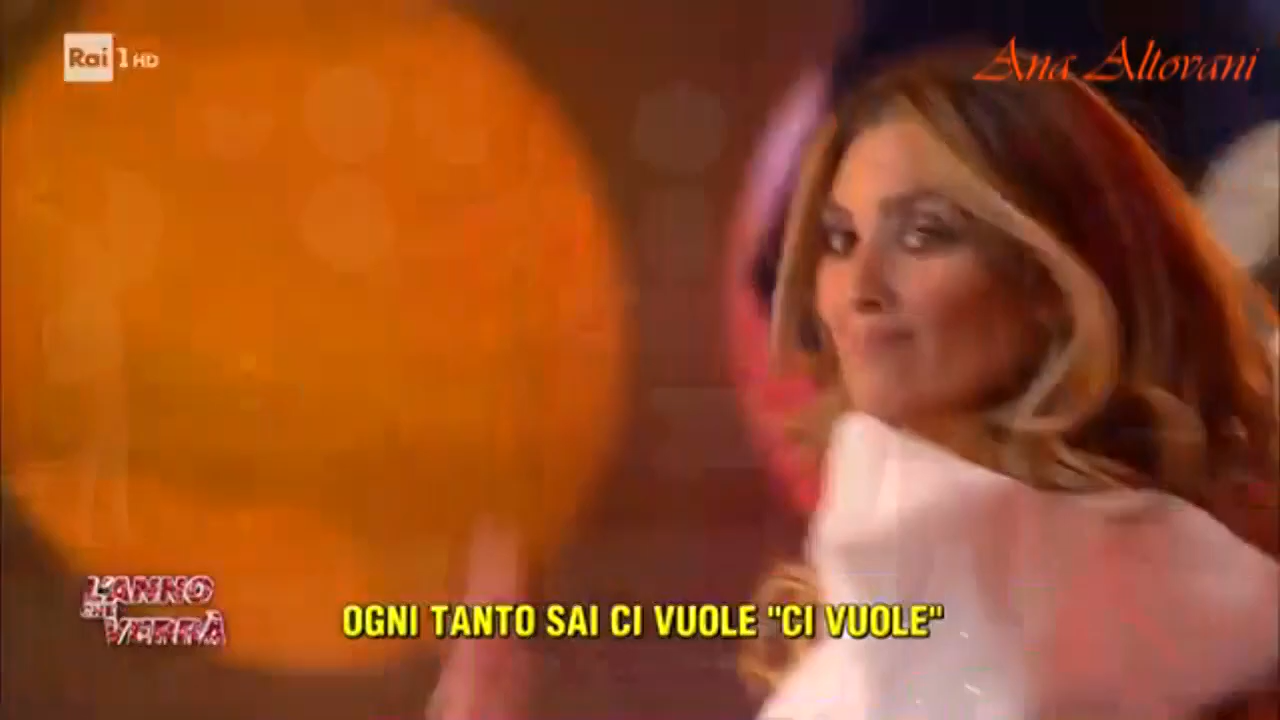 Rai 1 HD
Ana Altovani
L'ANNO
CHE
VERRÀ
OGNI TANTO SAI CI VUOLE "CI VUOLE"